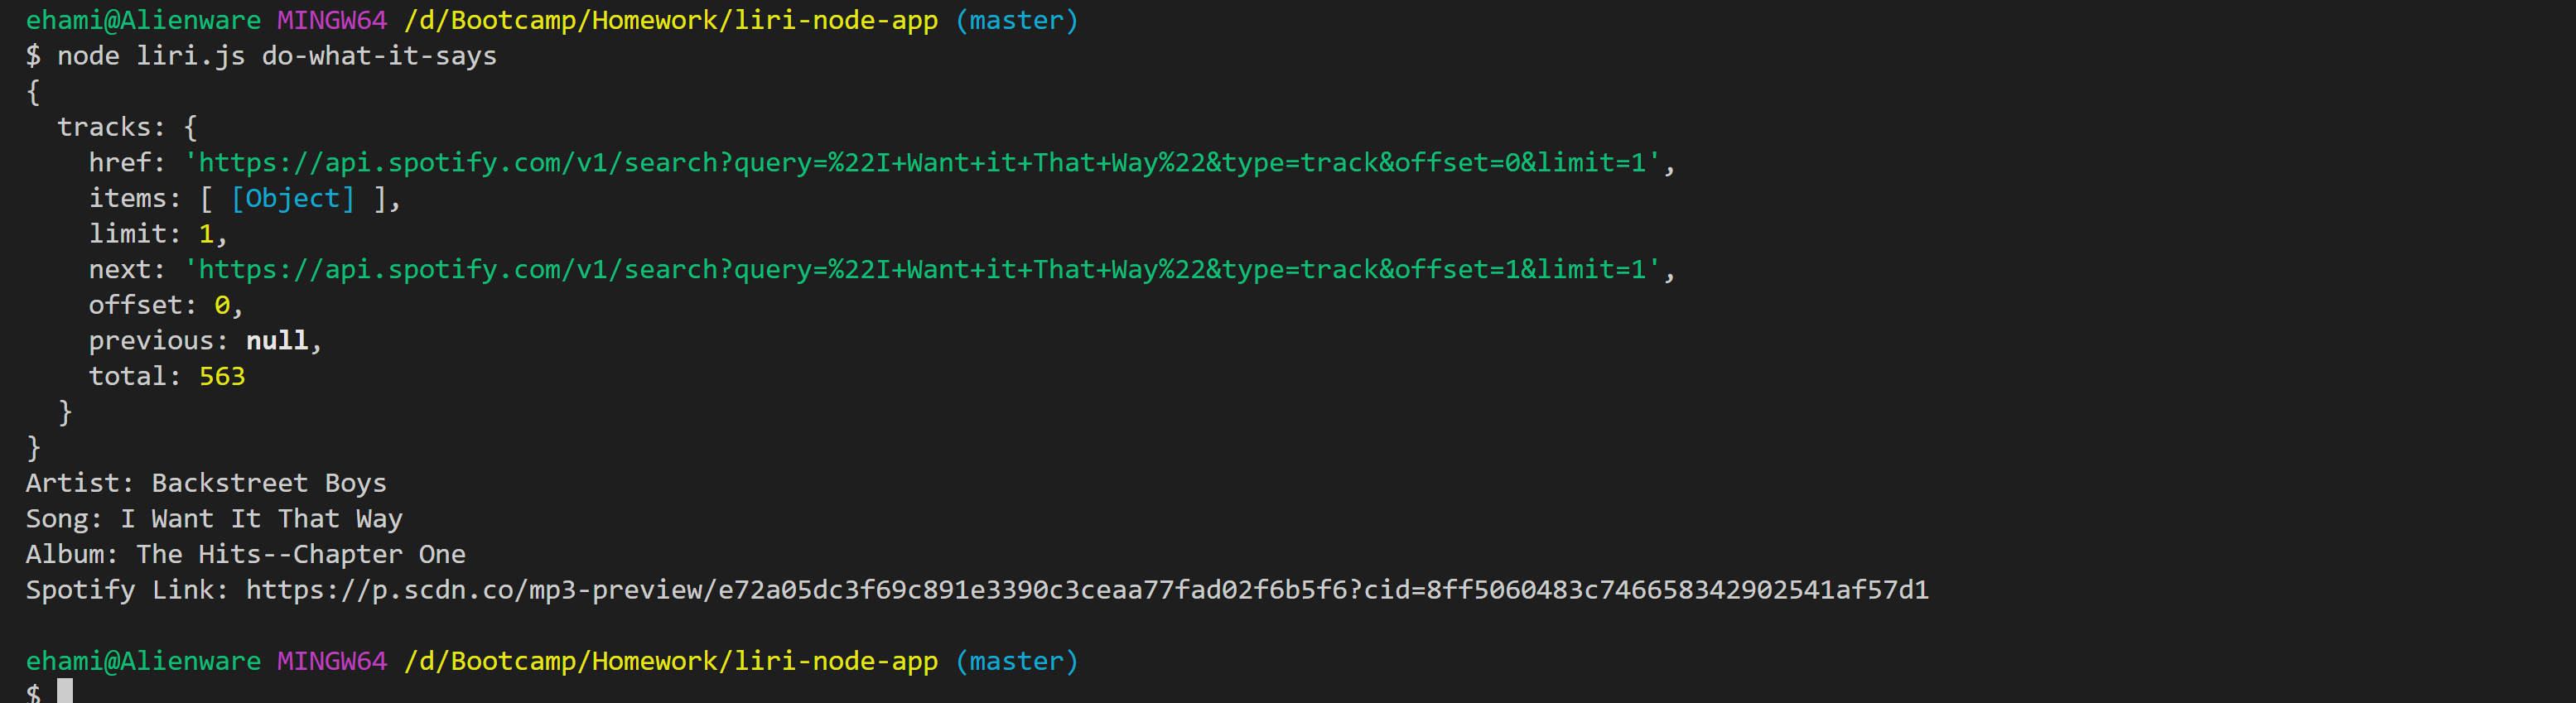 ehami@Alienware MINGW64 /d/Bootcamp/Homework/liri-node-app (master)
$ node liri.js do-what-it-says
{
  tracks: {
    href: 'https://api.spotify.com/v1/search?query=%22I+Want+it+That+Way%22&type=track&offset=0&limit=1',
    items: [ [Object] ],
    limit: 1,
    next: 'https://api.spotify.com/v1/search?query=%22I+Want+it+That+Way%22&type=track&offset=1&limit=1',
    offset: 0,
    previous: null,
    total: 563
  }
}
Artist: Backstreet Boys
Song: I Want It That Way
Album: The Hits--Chapter One
Spotify Link: https://p.scdn.co/mp3-preview/e72a05dc3f69c891e3390c3ceaa77fad02f6b5f6?cid=8ff5060483c746658342902541af57d1
ehami@Alienware MINGW64 /d/Bootcamp/Homework/liri-node-app (master)
$